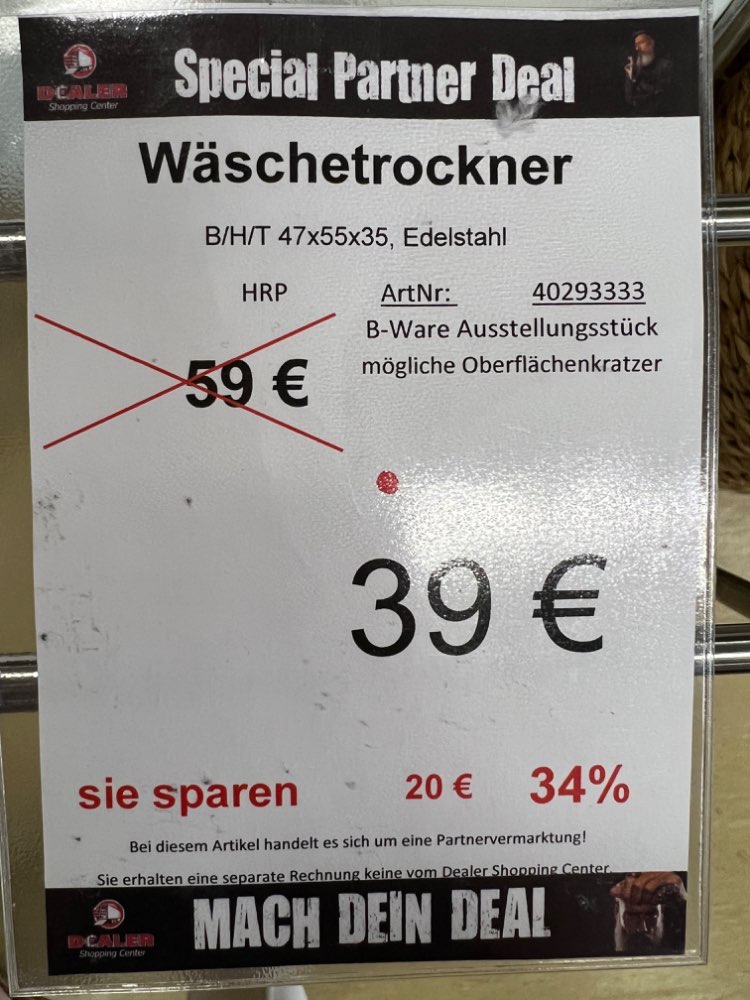 DEALER
Shopping Center
Special Partner Deal
Wäschetrockner
B/H/T 47x55x35, Edelstahl
HRP
ArtNr: 40293333
B-Ware Ausstellungsstück
mögliche Oberflächenkratzer
59 €
39 €
sie sparen 20 € 34%
Bei diesem Artikel handelt es sich um eine Partnervermarktung!
Sie erhalten eine separate Rechnung keine vom Dealer Shopping Center.
DEALER
Shopping Center
MACH DEIN DEAL